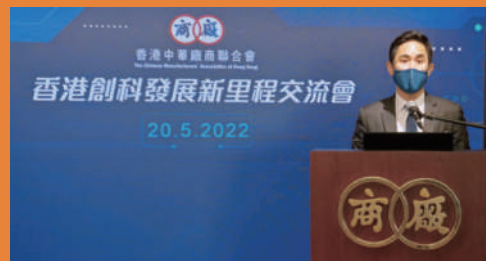 商廠
香港中華廠商聯合會
The Chinese Manufacturers' Association of Hong Kong
香港創科發展新里程交流會
20.5.2022
商廠